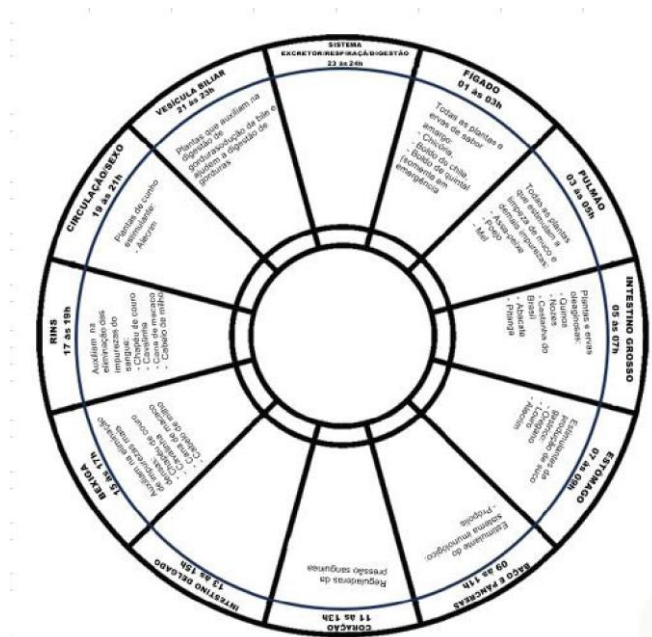 SISTEMA
EXCRETOR/RESPIRAÇÃ/DIGESTÃO
23 às 24h
FÍGADO
01 às 03h
Todas as plantas e
ervas de sabor
amargo:
- Chicória,
- Boldo do chile,
- Boldo de quintal
(somente em
emergência
PULMÃO
03 às 05h
Todas as plantas
que estimulam a
limpeza de muco e
demais impurezas:
- Assa-peixe
- Poejo
- Mel
INTESTINO GROSSO
05 às 07h
Plantas e ervas
oleaginosas:
- Quinoa
- Nozes
- Castanha do
Brasil
- Abacate
- Pitanga
ESTÔMAGO
07 às 09h
Estimulantes da
produção de suco
gástrico:
- Orégano
- Louro
- Alecrim
BAÇO E PÂNCREAS
09 às 11h
Estimulante do
sistema imunológico:
- Própolis
CORAÇÃO
11 às 13h
Reguladoras da
pressão sanguínea
INTESTINO DELGADO
13 às 15h
BEXIGA
15 às 17h
Auxiliam na eliminação
de impurezas mais
densas:
- Chapéu de couro
- Cavalinha
- Cana de macaco
- Cabelo de milho
RINS
17 às 19h
Auxiliam na
eliminação das
impurezas do
sangue:
- Chapéu de couro
- Cavalinha
- Cana de macaco
- Cabelo de milho
CIRCULAÇÃO/SEXO
19 às 21h
Plantas de cunho
estimulante:
- Alecrim
VESÍCULA BILIAR
21 às 23h
Plantas que auxiliam na
digestão de
gordurasodução da bile e
ajudem a digestão de
gorduras